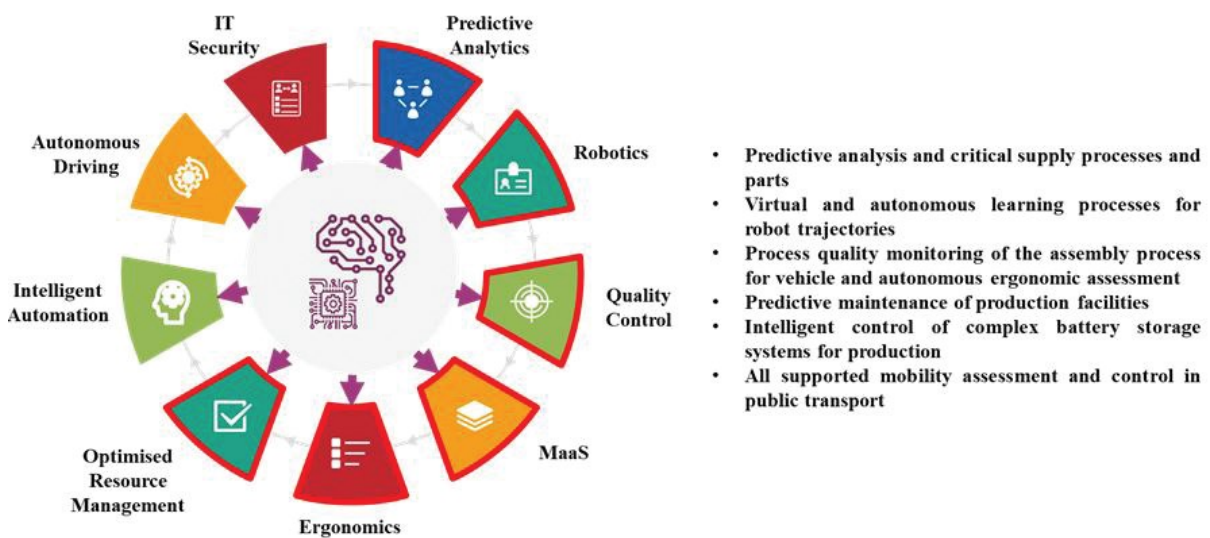 IT
Security
Predictive
Analytics
Autonomous
Driving
Robotics
Intelligent
Automation
Quality
Control
Optimised
Resource
Management
MaaS
Ergonomics
• Predictive analysis and critical supply processes and
parts
• Virtual and autonomous learning processes for
robot trajectories
• Process quality monitoring of the assembly process
for vehicle and autonomous ergonomic assessment
• Predictive maintenance of production facilities
• Intelligent control of complex battery storage
systems for production
• All supported mobility assessment and control in
public transport